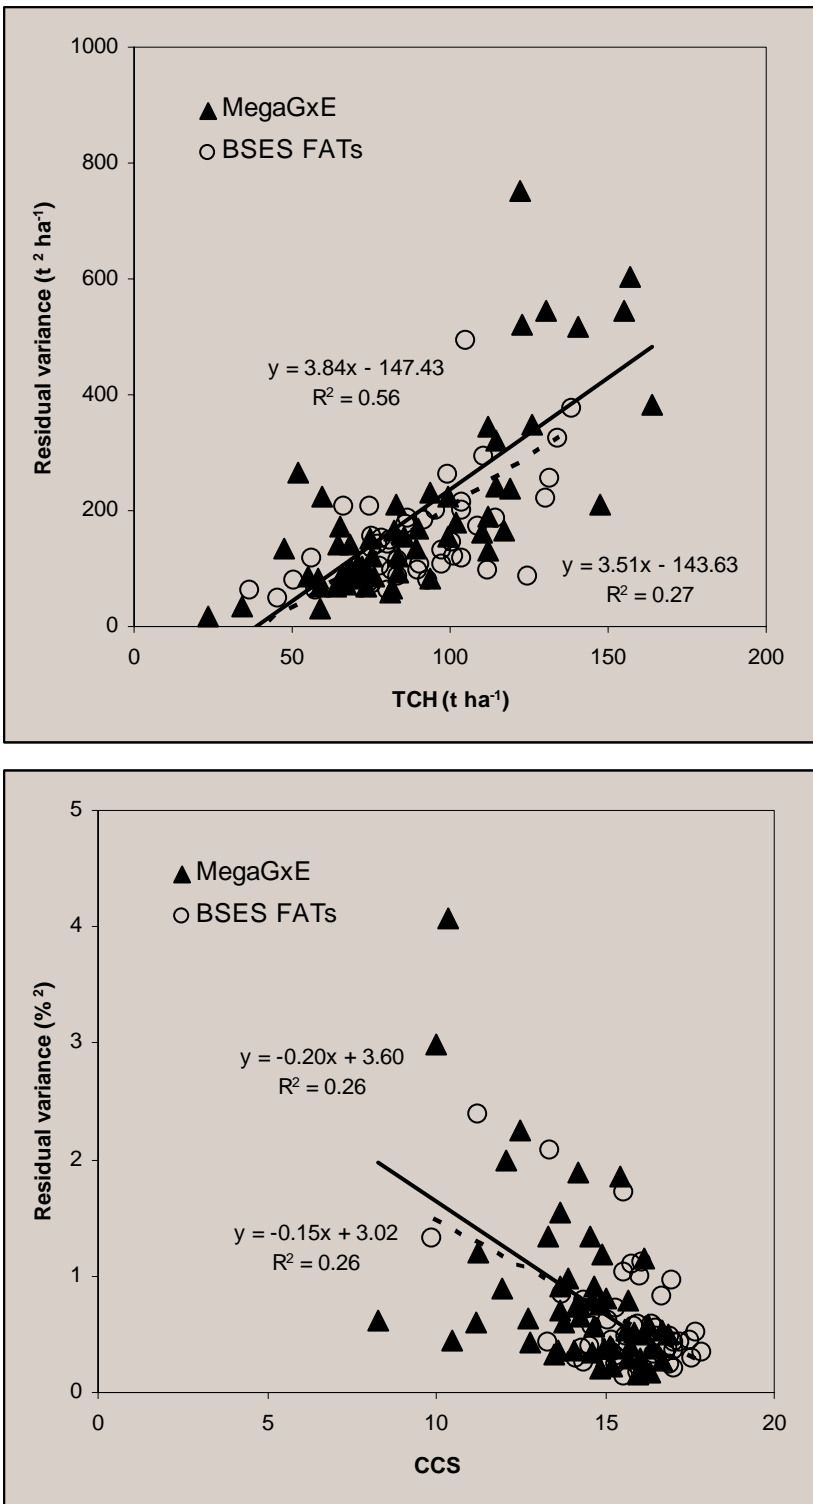 1000
800
600
400
200
0
Residual variance (t ² ha⁻¹)
MegaGxE
BSES FATs
y = 3.84x - 147.43
R² = 0.56
y = 3.51x - 143.63
R² = 0.27
0 50 100 150 200
TCH (t ha⁻¹)
5
4
3
2
1
0
Residual variance (% ²)
MegaGxE
BSES FATs
y = -0.20x + 3.60
R² = 0.26
y = -0.15x + 3.02
R² = 0.26
0 5 10 15 20
CCS